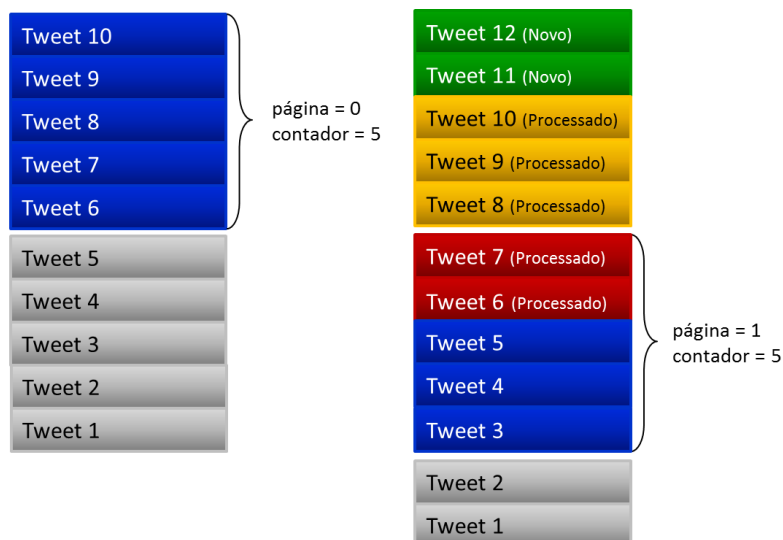 Tweet 10
Tweet 9
Tweet 8
Tweet 7
Tweet 6
página = 0
contador = 5
Tweet 5
Tweet 4
Tweet 3
Tweet 2
Tweet 1
Tweet 12 (Novo)
Tweet 11 (Novo)
Tweet 10 (Processado)
Tweet 9 (Processado)
Tweet 8 (Processado)
Tweet 7 (Processado)
Tweet 6 (Processado)
Tweet 5
Tweet 4
Tweet 3
página = 1
contador = 5
Tweet 2
Tweet 1